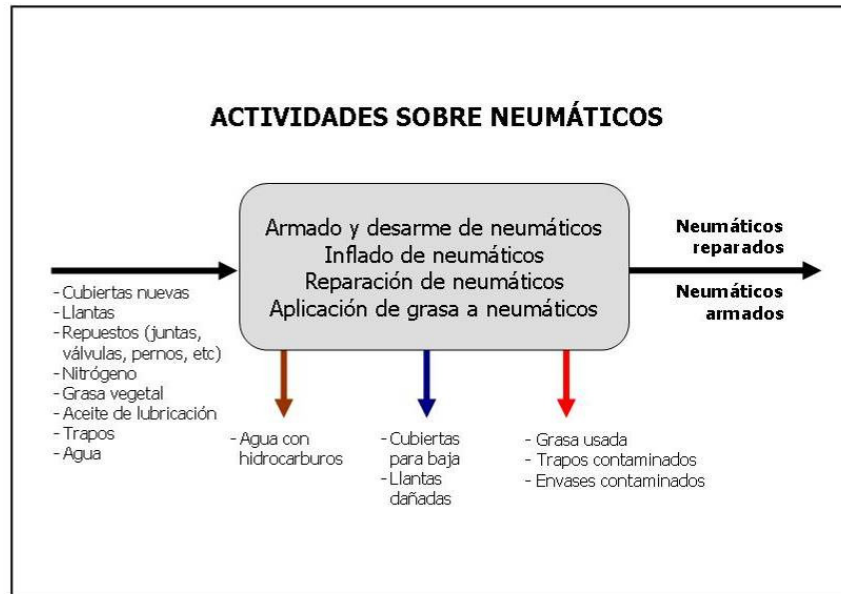 ACTIVIDADES SOBRE NEUMÁTICOS
Armado y desarme de neumáticos
Inflado de neumáticos
Reparación de neumáticos
Aplicación de grasa a neumáticos
Neumáticos
reparados
Neumáticos
armados
- Cubiertas nuevas
- Llantas
- Repuestos (juntas,
válvulas, pernos, etc)
- Nitrógeno
- Grasa vegetal
- Aceite de lubricación
- Trapos
- Agua
- Agua con
hidrocarburos
- Cubiertas
para baja
- Llantas
dañadas
- Grasa usada
- Trapos contaminados
- Envases contaminados